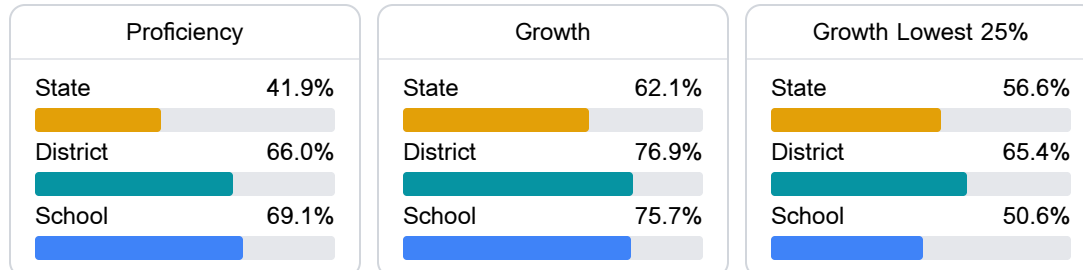 Proficiency
State 41.9%
District 66.0%
School 69.1%
Growth
State 62.1%
District 76.9%
School 75.7%
Growth Lowest 25%
State 56.6%
District 65.4%
School 50.6%